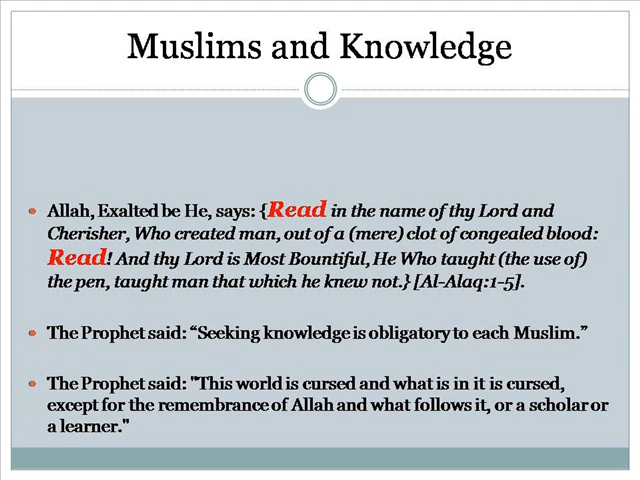 Muslims and Knowledge
Allah, Exalted be He, says: {Read in the name of thy Lord and
Cherisher, Who created man, out of a (mere) clot of congealed blood:
Read! And thy Lord is Most Bountiful, He Who taught (the use of)
the pen, taught man that which he knew not.} [Al-Alaq:1-5].
The Prophet said: “Seeking knowledge is obligatory to each Muslim.”
The Prophet said: "This world is cursed and what is in it is cursed,
except for the remembrance of Allah and what follows it, or a scholar or
a learner."